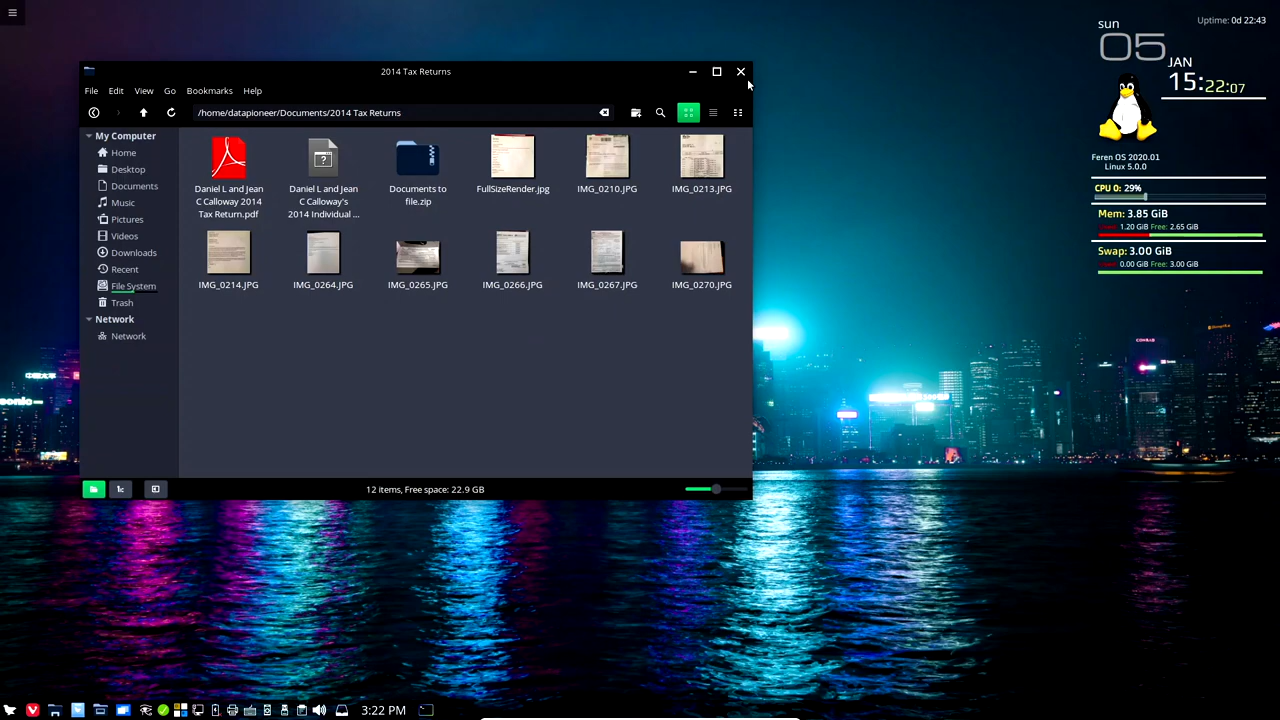 2014 Tax Returns
File Edit View Go Bookmarks Help
/home/datapioneer/Documents/2014 Tax Returns
My Computer
Home
Desktop
Documents
Music
Pictures
Videos
Downloads
Recent
File System
Trash
Network
Network
Daniel L and Jean
C Calloway 2014
Tax Return.pdf
Daniel L and Jean
C Calloway's
2014 Individual ...
Documents to
file.zip
FullSizeRender.jpg
IMG_0210.JPG
IMG_0213.JPG
IMG_0214.JPG
IMG_0264.JPG
IMG_0265.JPG
IMG_0266.JPG
IMG_0267.JPG
IMG_0270.JPG
12 items, Free space: 22.9 GB
Uptime: 0d 22:43
sun
05
JAN
15:22:07
Feren OS 2020.01
Linux 5.0.0
CPU 0: 29%
Mem: 3.85 GiB
1.20 GiB Free: 2.65 GiB
Swap: 3.00 GiB
0.00 GiB Free: 3.00 GiB
CONRAD
sonic
3:22 PM